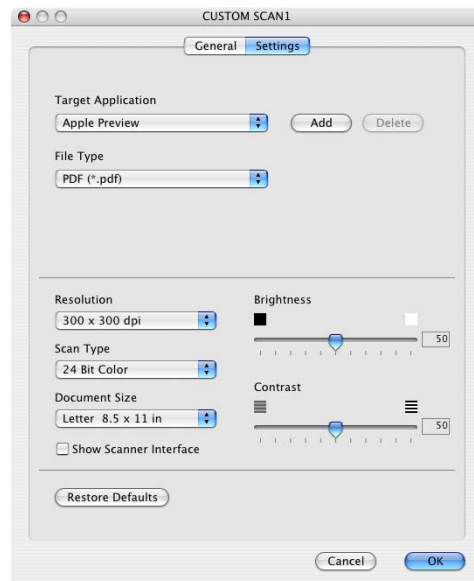 CUSTOM SCAN1
General Settings
Target Application
Apple Preview Add Delete
File Type
PDF (*.pdf)
Resolution
300 x 300 dpi
Scan Type
24 Bit Color
Document Size
Letter 8.5 x 11 in
Show Scanner Interface
Brightness
50
Contrast
50
Restore Defaults
Cancel OK